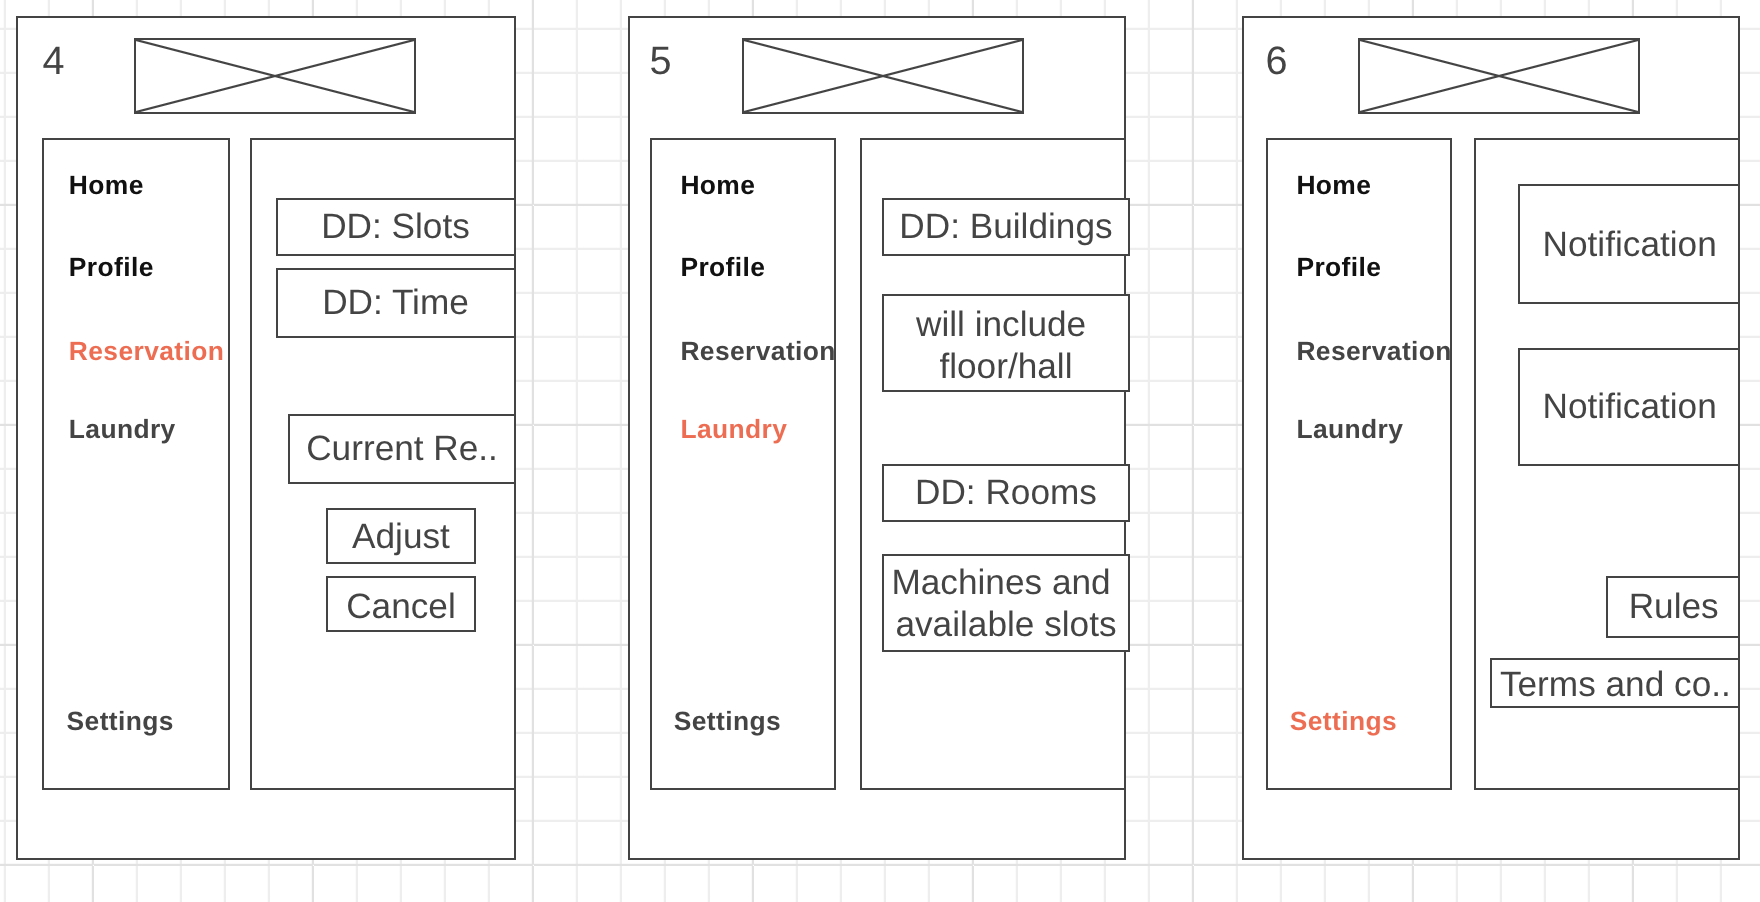 4
Home
Profile
Reservation
Laundry
Settings
DD: Slots
DD: Time
Current Re..
Adjust
Cancel
5
Home
Profile
Reservation
Laundry
Settings
DD: Buildings
will include
floor/hall
DD: Rooms
Machines and
available slots
6
Home
Profile
Reservation
Laundry
Settings
Notification
Notification
Rules
Terms and co..